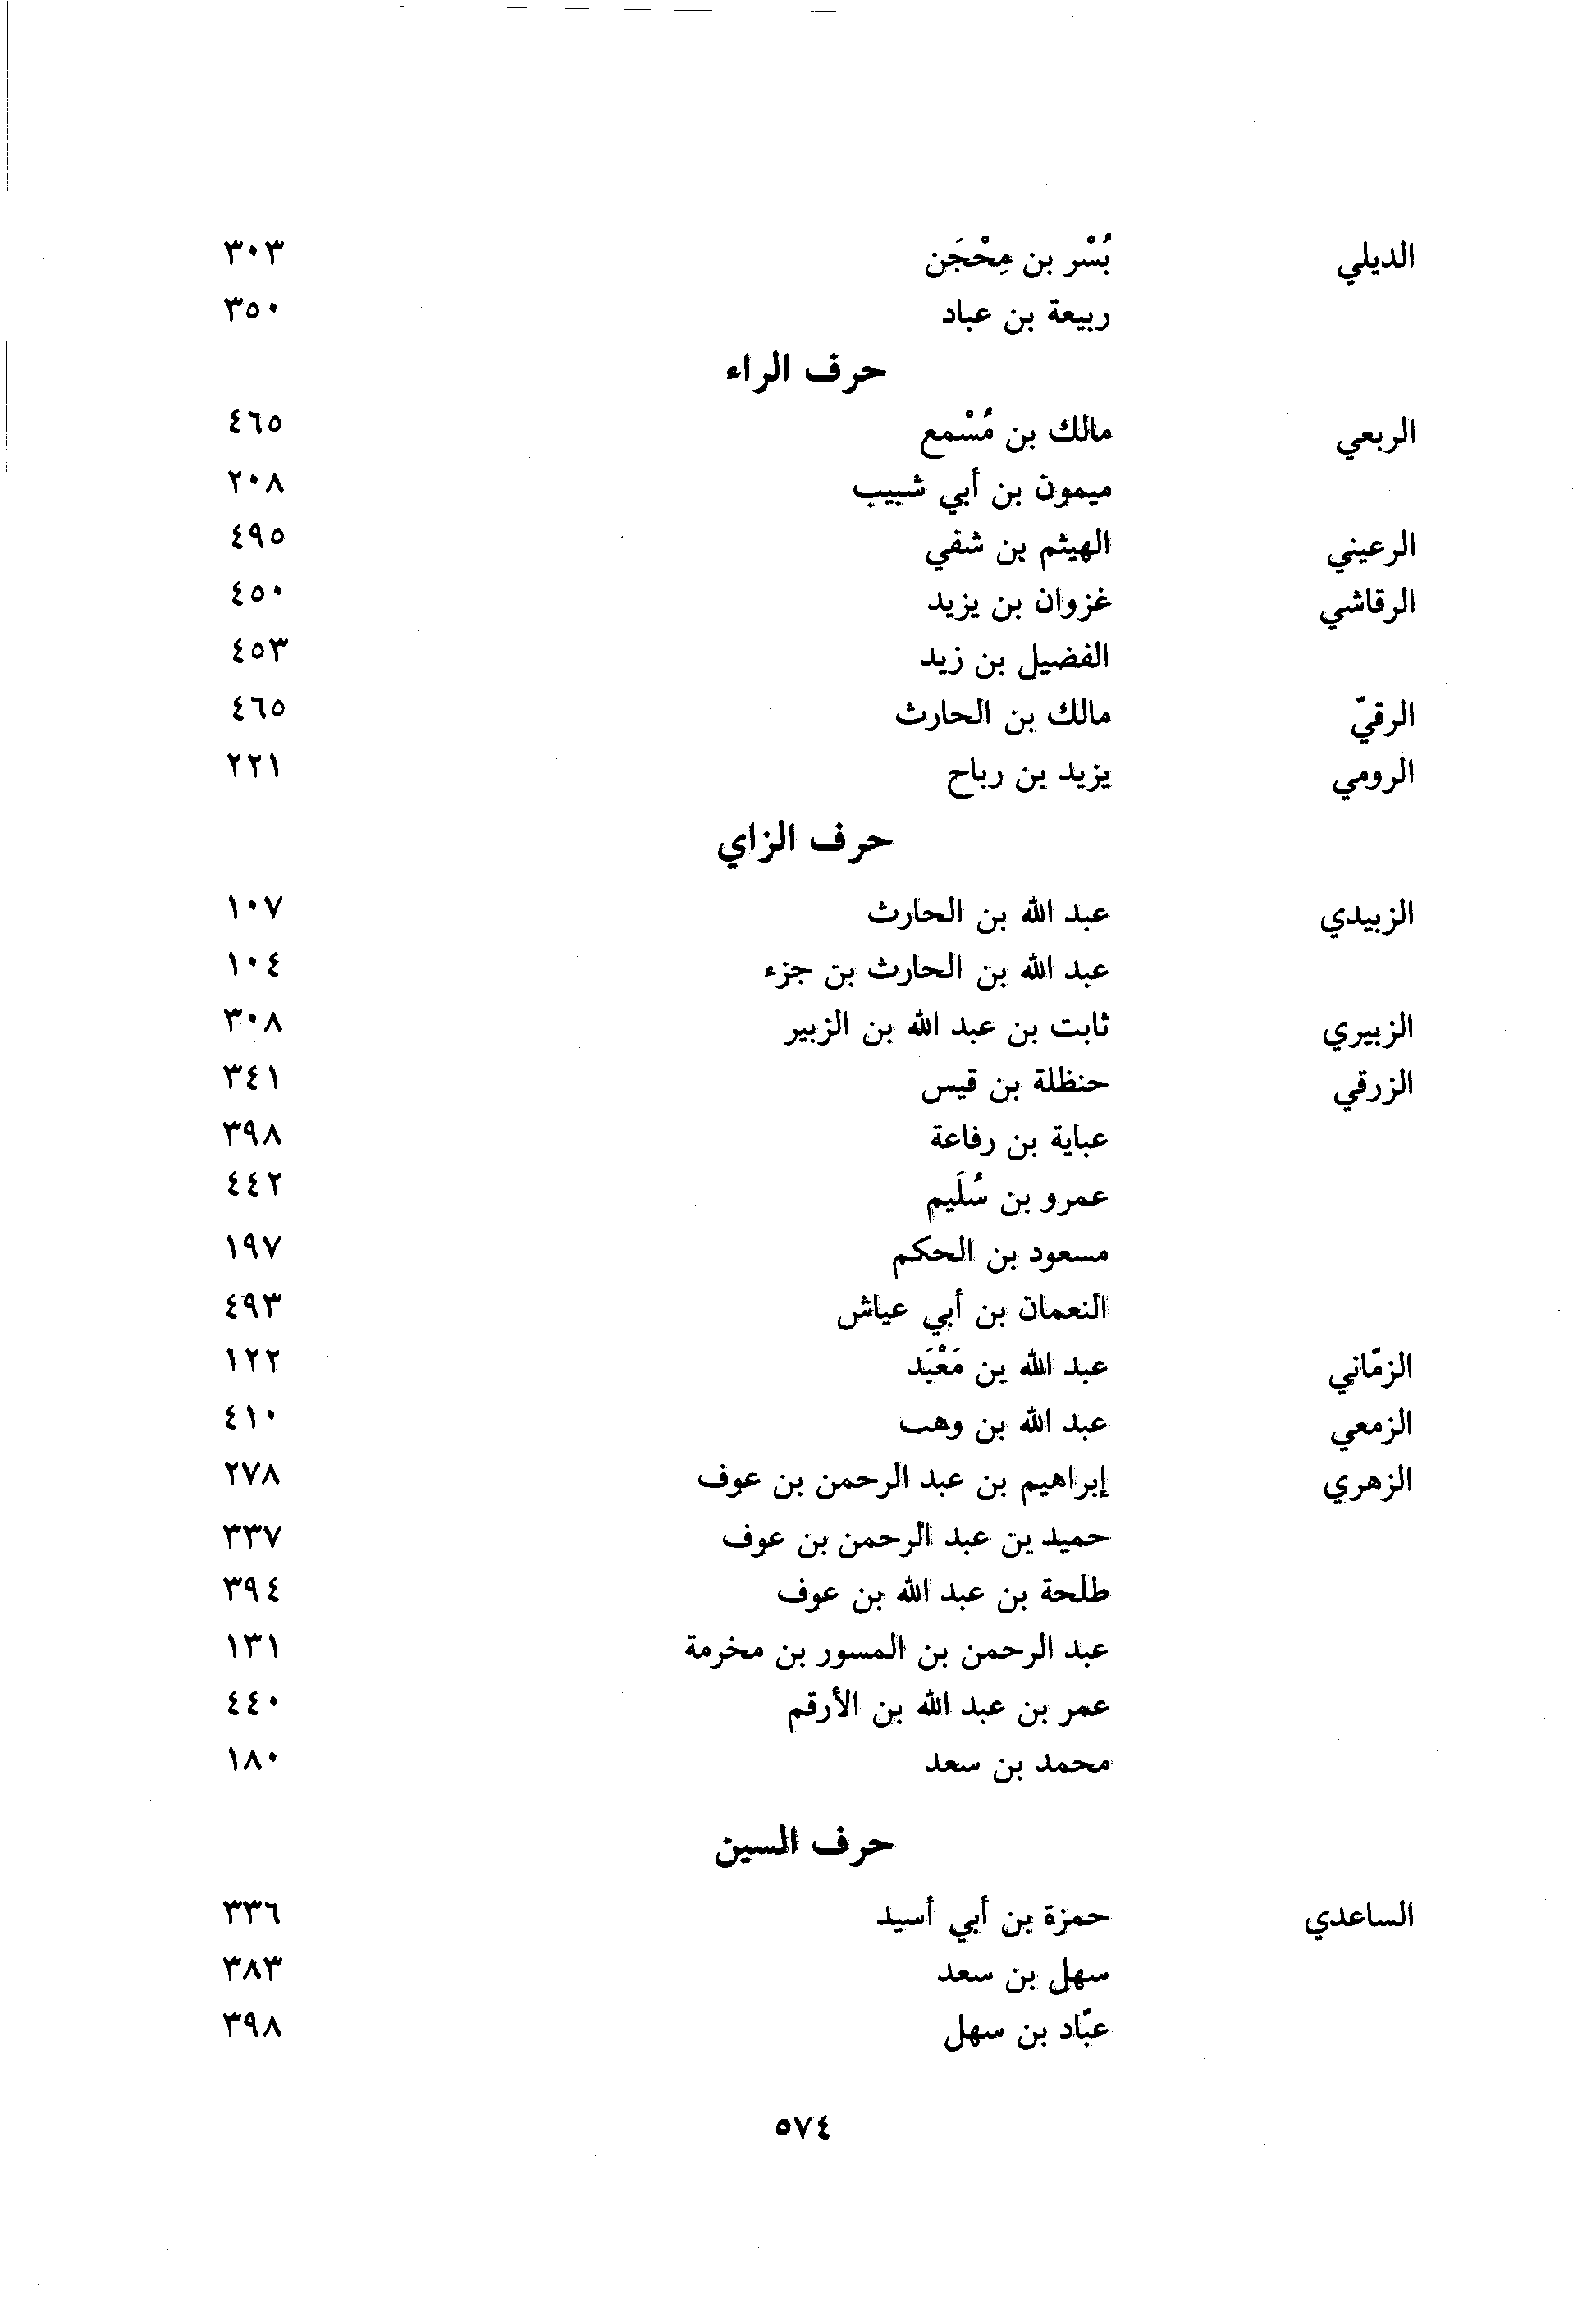 الديلي بُسْر بن مِحْجَن ٣٠٣
ربيعة بن عباد ٣٥٠
حرف الراء
الربعي مالك بن مُسْمع ٤٦٥
ميمون بن أبي شبيب ٢٠٨
الرعيني الهيثم بن شفي ٤٩٥
الرقاشي غزوان بن يزيد ٤٥٠
الفضيل بن زيد ٤٥٣
الرقيّ مالك بن الحارث ٤٦٥
الرومي يزيد بن رباح ٢٢١
حرف الزاي
الزبيدي عبد الله بن الحارث ١٠٧
عبد الله بن الحارث بن جزء ١٠٤
الزبيري ثابت بن عبد الله بن الزبير ٣٠٨
الزرقي حنظلة بن قيس ٣٤١
عباية بن رفاعة ٣٩٨
عمرو بن سُلَيم ٤٤٢
مسعود بن الحكم ١٩٧
النعمان بن أبي عياش ٤٩٣
الزمّاني عبد الله بن مَعْبَد ١٢٢
الزمعي عبد الله بن وهب ٤١٠
الزهري إبراهيم بن عبد الرحمن بن عوف ٢٧٨
حميد بن عبد الرحمن بن عوف ٣٣٧
طلحة بن عبد الله بن عوف ٣٩٤
عبد الرحمن بن المسور بن مخرمة ١٣١
عمر بن عبد الله بن الأرقم ٤٤٠
محمد بن سعد ١٨٠
حرف السين
الساعدي حمزة بن أبي أسيد ٣٣٦
سهل بن سعد ٣٨٣
عبّاد بن سهل ٣٩٨
٥٧٤